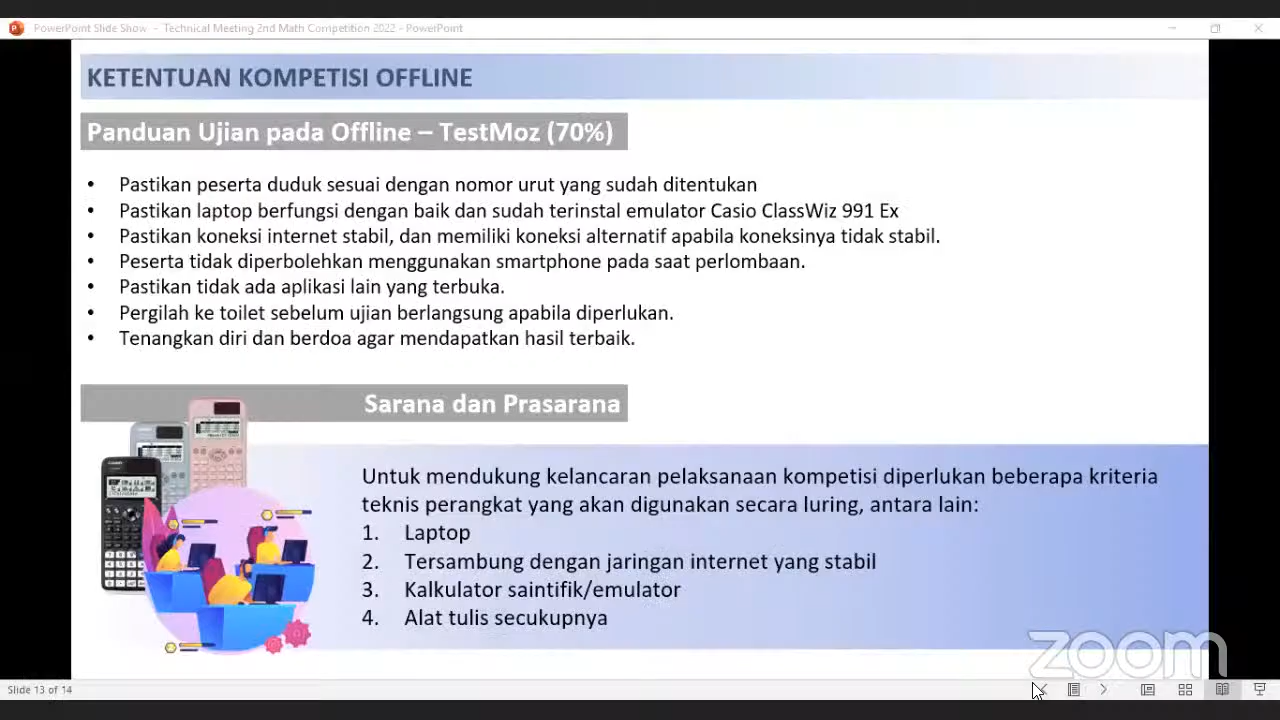 PowerPoint Slide Show - Technical Meeting 2nd Math Competition 2022 - PowerPoint
KETENTUAN KOMPETISI OFFLINE
Panduan Ujian pada Offline – TestMoz (70%)
• Pastikan peserta duduk sesuai dengan nomor urut yang sudah ditentukan
• Pastikan laptop berfungsi dengan baik dan sudah terinstal emulator Casio ClassWiz 991 Ex
• Pastikan koneksi internet stabil, dan memiliki koneksi alternatif apabila koneksinya tidak stabil.
• Peserta tidak diperbolehkan menggunakan smartphone pada saat perlombaan.
• Pastikan tidak ada aplikasi lain yang terbuka.
• Pergilah ke toilet sebelum ujian berlangsung apabila diperlukan.
• Tenangkan diri dan berdoa agar mendapatkan hasil terbaik.
Sarana dan Prasarana
Untuk mendukung kelancaran pelaksanaan kompetisi diperlukan beberapa kriteria
teknis perangkat yang akan digunakan secara luring, antara lain:
1. Laptop
2. Tersambung dengan jaringan internet yang stabil
3. Kalkulator saintifik/emulator
4. Alat tulis secukupnya
zoom
Slide 13 of 14